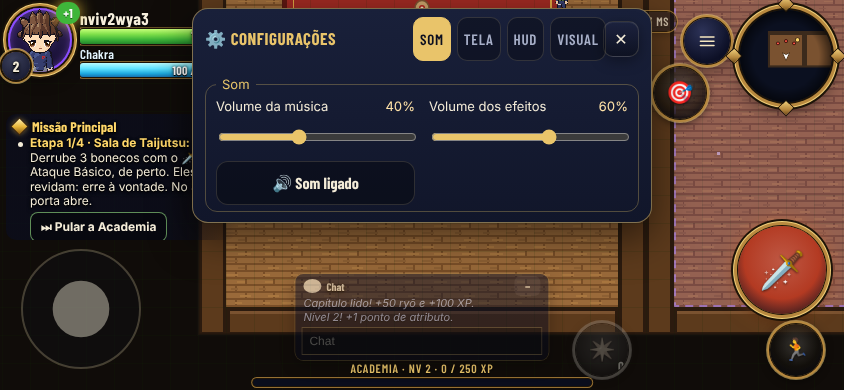 +1
nviv2wya3
Chakra
100
2
Missão Principal
Etapa 1/4 · Sala de Taijutsu:
Derrube 3 bonecos com o
Ataque Básico, de perto. Eles
revidam: erre à vontade. No
porta abre.
Pular a Academia
CONFIGURAÇÕES
SOM
TELA
HUD
VISUAL
×
Som
Volume da música 40%
Volume dos efeitos 60%
Som ligado
MS
Chat
–
Capítulo lido! +50 ryō e +100 XP.
Nível 2! +1 ponto de atributo.
Chat
ACADEMIA · NV 2 · 0 / 250 XP